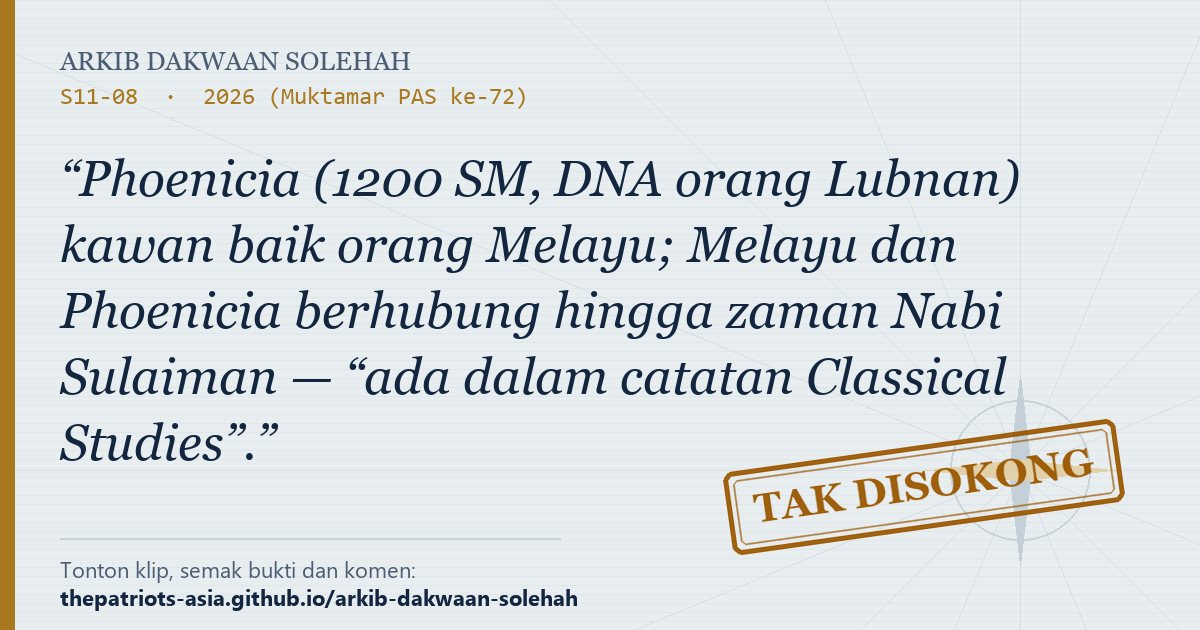 ARKIB DAKWAAN SOLEHAH
S11-08 · 2026 (Muktamar PAS ke-72)
“Phoenicia (1200 SM, DNA orang Lubnan)
kawan baik orang Melayu; Melayu dan
Phoenicia berhubung hingga zaman Nabi
Sulaiman — “ada dalam catatan Classical
Studies”.”
TAK DISOKONG
Tonton klip, semak bukti dan komen:
thepatriots-asia.github.io/arkib-dakwaan-solehah